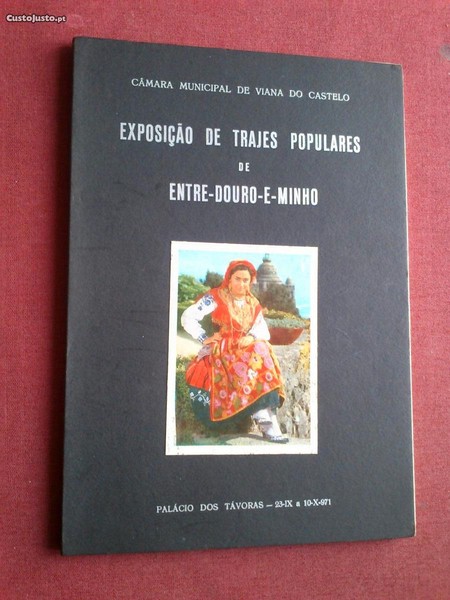 CustoJusto.pt
CÂMARA MUNICIPAL DE VIANA DO CASTELO
EXPOSIÇÃO DE TRAJES POPULARES
DE
ENTRE-DOURO-E-MINHO
PALÁCIO DOS TÁVORAS — 23-IX a 10-X-971